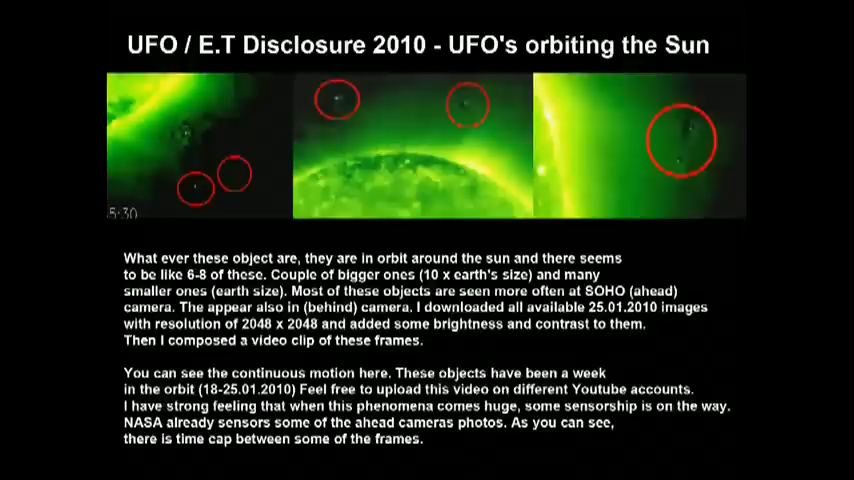 UFO / E.T Disclosure 2010 - UFO's orbiting the Sun
5:30
What ever these object are, they are in orbit around the sun and there seems
to be like 6-8 of these. Couple of bigger ones (10 x earth's size) and many
smaller ones (earth size). Most of these objects are seen more often at SOHO (ahead)
camera. The appear also in (behind) camera. I downloaded all available 25.01.2010 images
with resolution of 2048 x 2048 and added some brightness and contrast to them.
Then I composed a video clip of these frames.
You can see the continuous motion here. These objects have been a week
in the orbit (18-25.01.2010) Feel free to upload this video on different Youtube accounts.
I have strong feeling that when this phenomena comes huge, some sensorship is on the way.
NASA already sensors some of the ahead cameras photos. As you can see,
there is time cap between some of the frames.